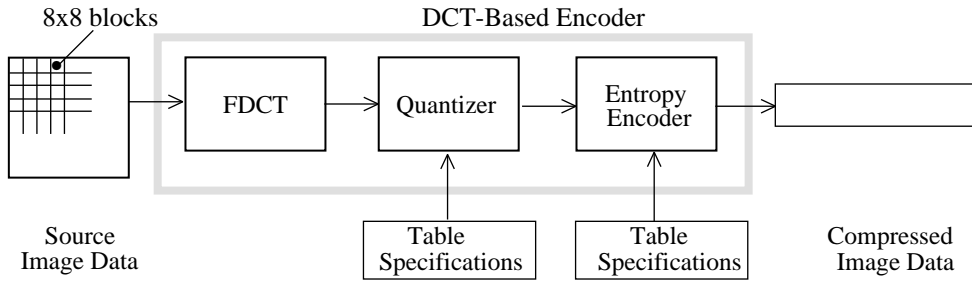 DCT-Based Encoder
8x8 blocks
FDCT
Quantizer
Entropy
Encoder
Source
Image Data
Table
Specifications
Table
Specifications
Compressed
Image Data